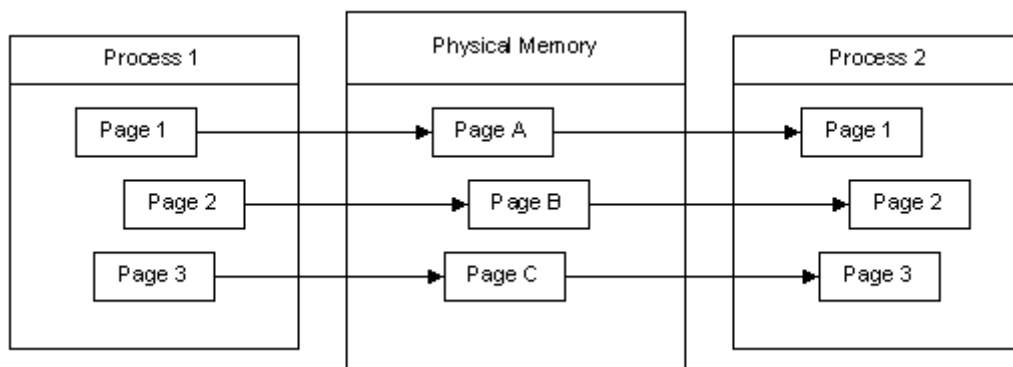 Process 1
Physical Memory
Process 2
Page 1
Page A
Page 1
Page 2
Page B
Page 2
Page 3
Page C
Page 3